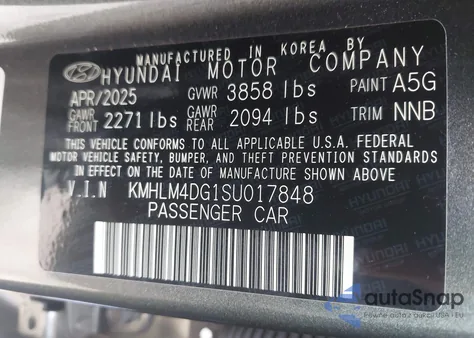 MANUFACTURED IN KOREA BY
HYUNDAI MOTOR COMPANY
APR/2025 GVWR 3858 lbs PAINT A5G
GAWR FRONT 2271 lbs GAWR REAR 2094 lbs TRIM NNB
THIS VEHICLE CONFORMS TO ALL APPLICABLE U.S.A. FEDERAL
MOTOR VEHICLE SAFETY, BUMPER, AND THEFT PREVENTION STANDARDS
IN EFFECT ON THE DATE OF MANUFACTURE SHOWN ABOVE
V.I.N KMHLM4DG1SU017848
PASSENGER CAR
autoSnap